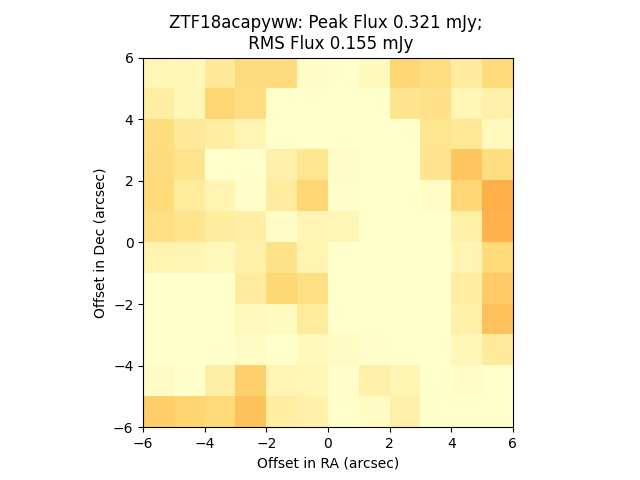 ZTF18acapyww: Peak Flux 0.321 mJy;
RMS Flux 0.155 mJy
6
4
2
0
−2
−4
−6
Offset in Dec (arcsec)
−6 −4 −2 0 2 4 6
Offset in RA (arcsec)